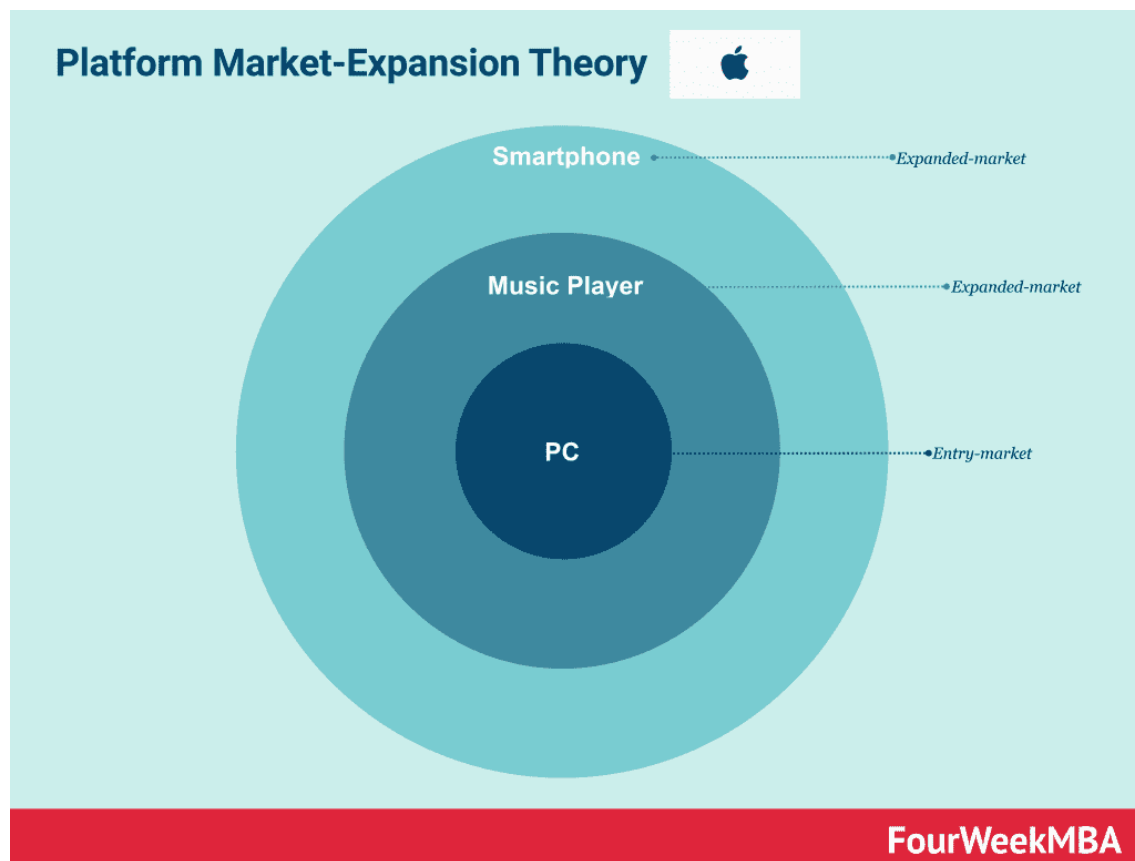 Platform Market-Expansion Theory
Smartphone
Expanded-market
Music Player
Expanded-market
PC
Entry-market
FourWeekMBA